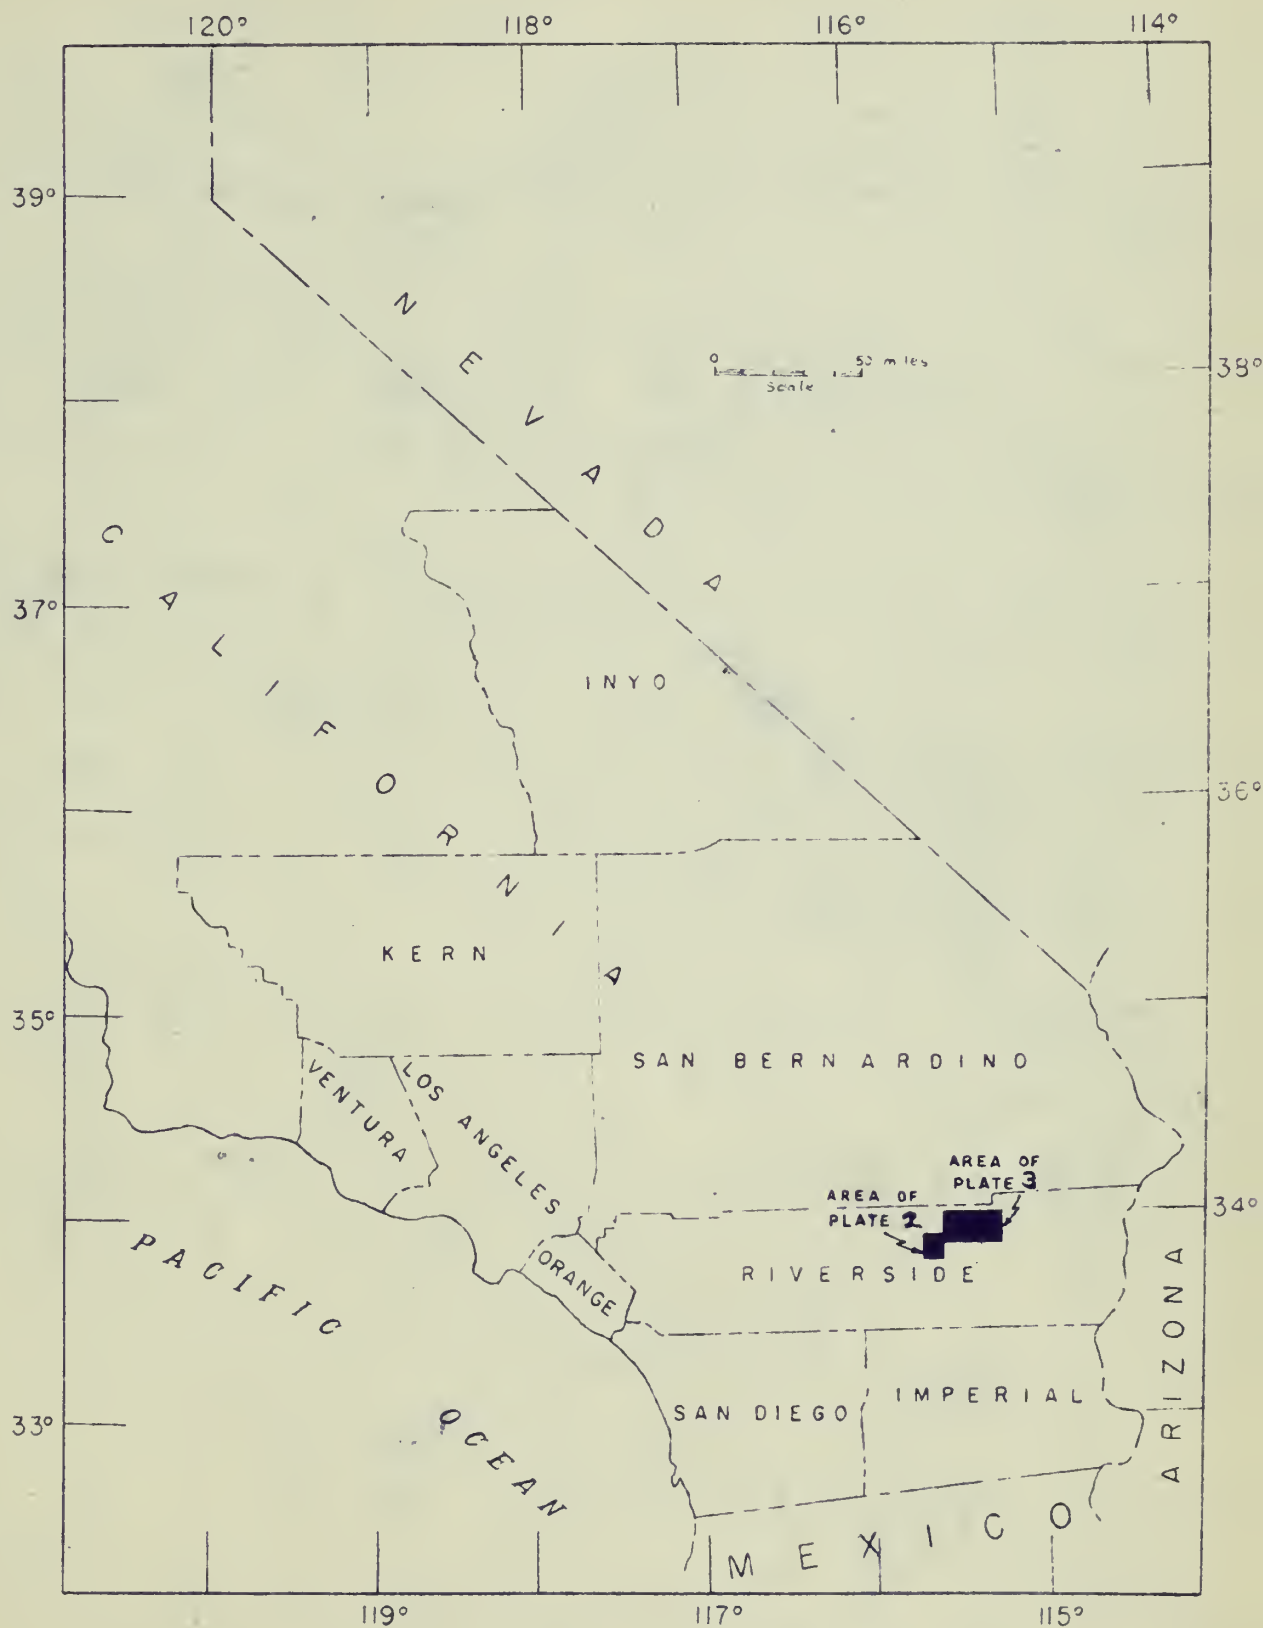 120° 118° 116° 114°
39°
NEVADA
0 50 miles
Scale
38°
CALIFORNIA
37°
INYO
36°
KERN
35°
SAN BERNARDINO
VENTURA
LOS ANGELES
AREA OF
PLATE 3
AREA OF
PLATE 2
34°
PACIFIC OCEAN
ORANGE
RIVERSIDE
ARIZONA
IMPERIAL
SAN DIEGO
33°
MEXICO
119° 117° 115°